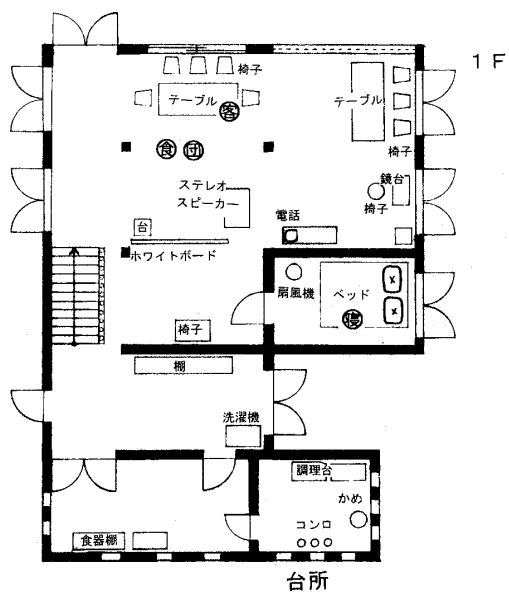 1F
椅子
テーブル
客
テーブル
椅子
食 団
鏡台
椅子
ステレオ
スピーカー
電話
台
ホワイトボード
扇風機
ベッド
寝
椅子
棚
洗濯機
調理台
かめ
コンロ
食器棚
台所